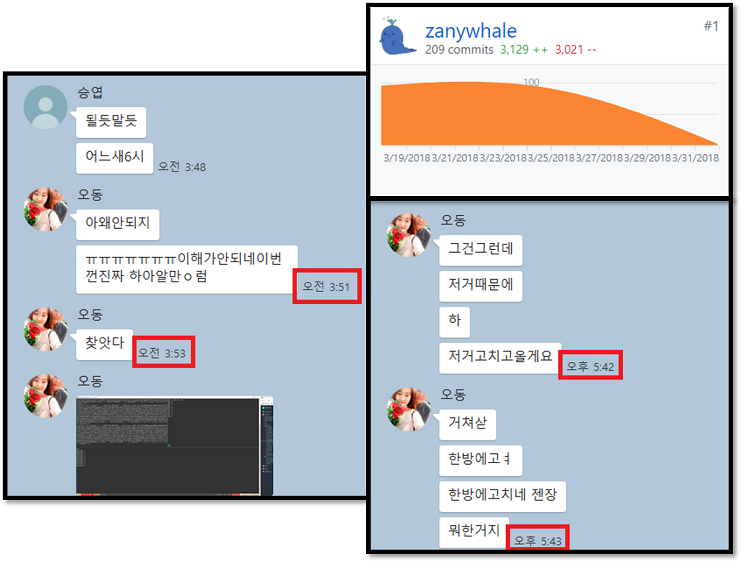 승엽
될듯말듯
어느새6시
오전 3:48
오동
아왜안되지
ㅠㅠㅠㅠㅠㅠㅠ이해가안되네이번
껀진짜 하아알만ㅇ럼
오전 3:51
오동
찾앗다
오전 3:53
오동
zanywhale
#1
209 commits 3,129 ++ 3,021 --
100
3/19/2018 3/21/2018 3/23/2018 3/25/2018 3/27/2018 3/29/2018 3/31/2018
오동
그건그런데
저거때문에
하
저거고치고올게요
오후 5:42
오동
거쳐삳
한방에고ㅕ
한방에고치네 젠장
뭐한거지
오후 5:43